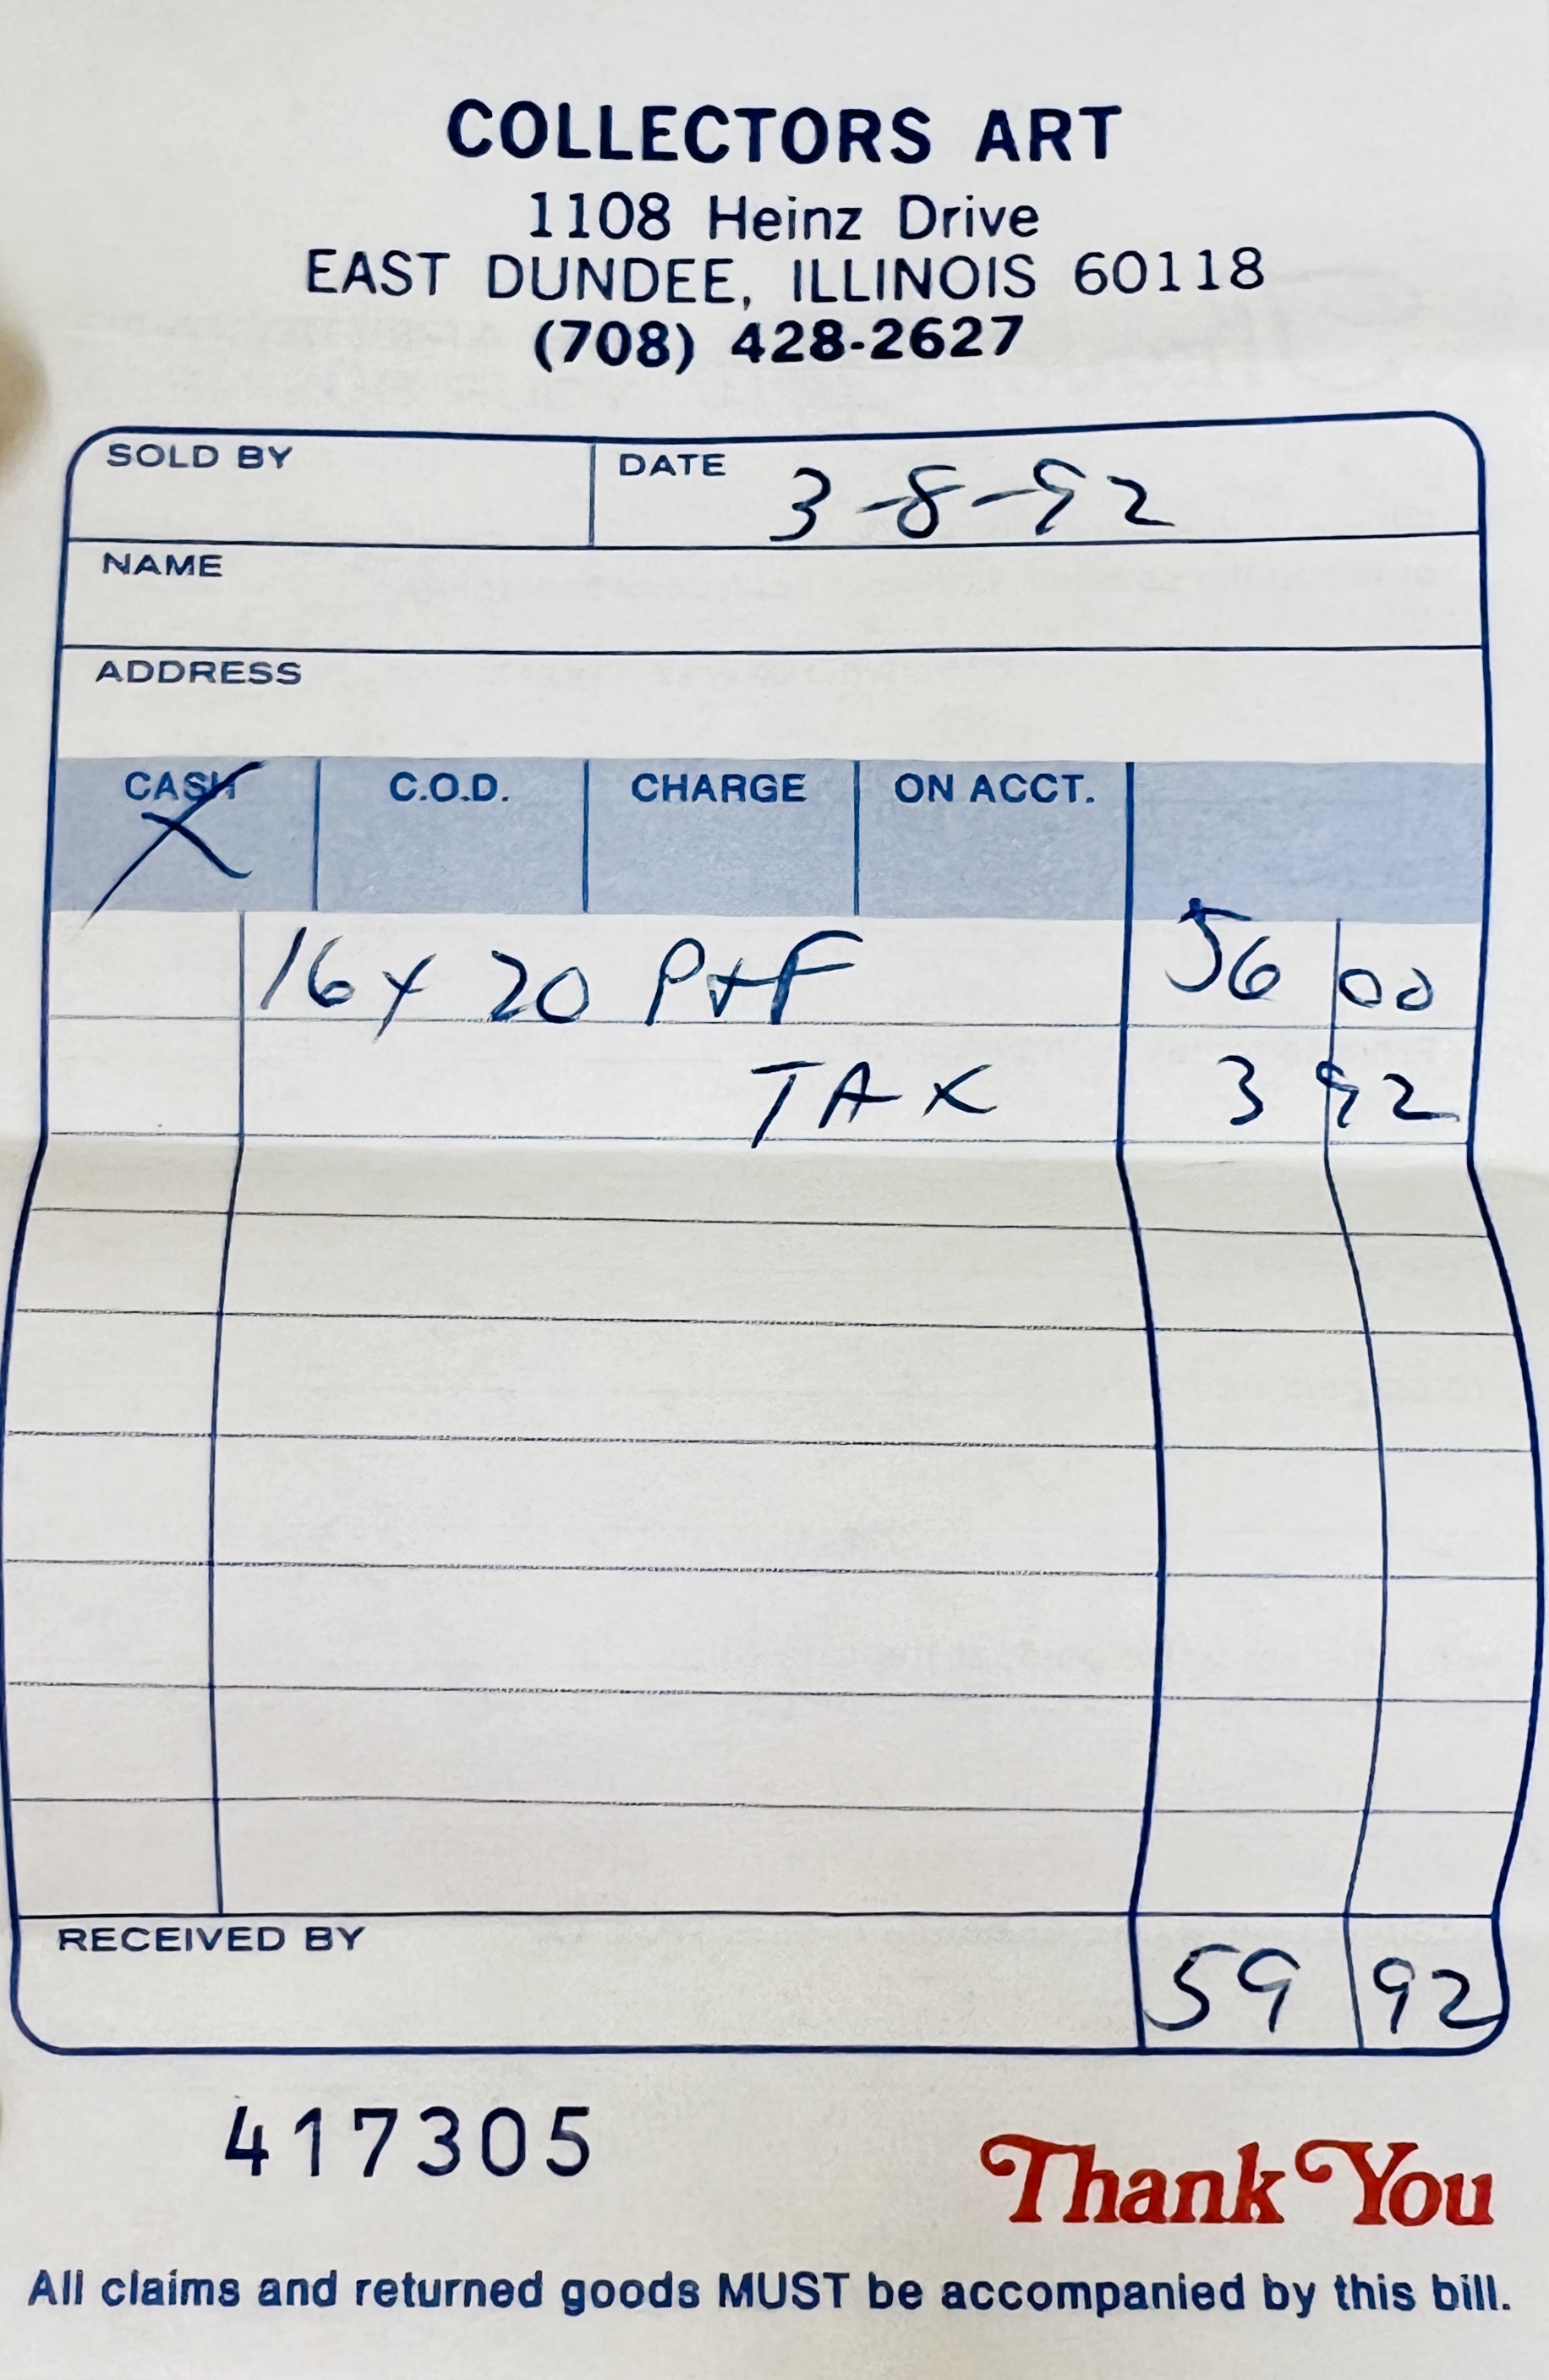 COLLECTORS ART
1108 Heinz Drive
EAST DUNDEE, ILLINOIS 60118
(708) 428-2627
SOLD BY DATE 3-8-92
NAME
ADDRESS
CASH C.O.D. CHARGE ON ACCT.
X
16 x 20 P+F 56 00
TAX 3 92
RECEIVED BY 59 92
417305
Thank You
All claims and returned goods MUST be accompanied by this bill.